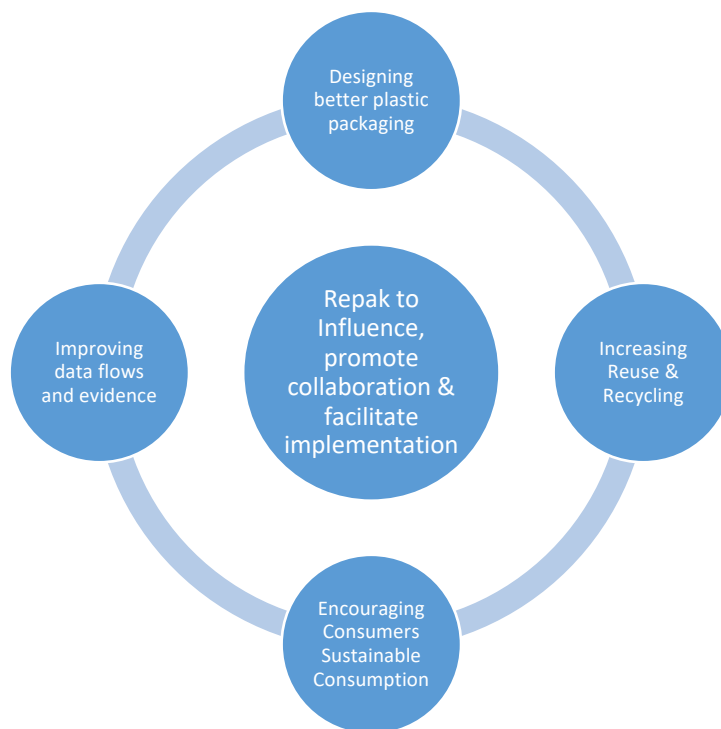 Designing
better plastic
packaging
Repak to
Influence,
promote
collaboration &
facilitate
implementation
Improving
data flows
and evidence
Increasing
Reuse &
Recycling
Encouraging
Consumers
Sustainable
Consumption